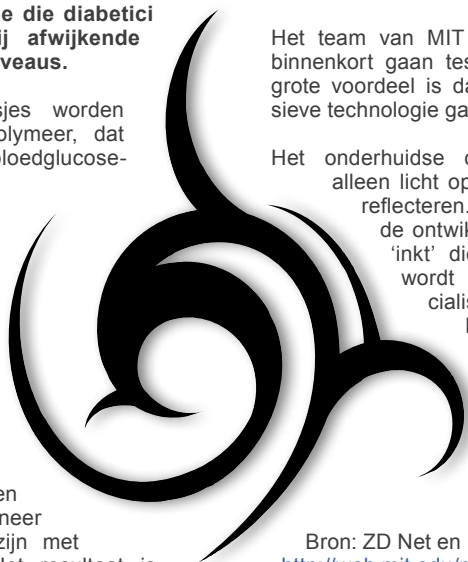 e die diabetici
ij afwijkende
veaus.
sjes worden
olymeer, dat
bloedglucose-
en
neer
zijn met
Het team van MIT
binnenkort gaan tes
grote voordeel is da
sieve technologie ga
Het onderhuidse
alleen licht op
reflecteren.
de ontwik
'inkt' die
wordt
cialis
Bron: ZD Net en